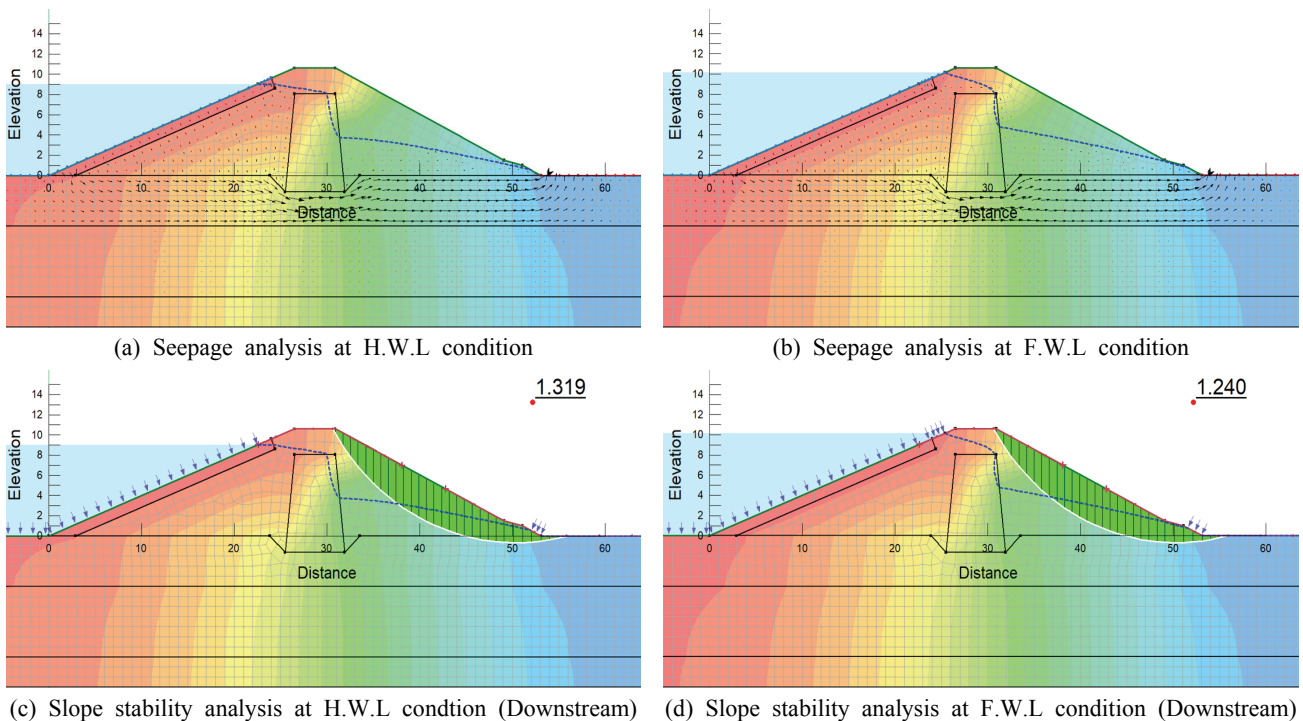 14
12
10
8
6
4
2
0
Elevation
0 10 20 30 40 50 60
Distance
(a) Seepage analysis at H.W.L condition
14
12
10
8
6
4
2
0
Elevation
0 10 20 30 40 50 60
Distance
(b) Seepage analysis at F.W.L condition
1.319
14
12
10
8
6
4
2
0
Elevation
0 10 20 30 40 50 60
Distance
(c) Slope stability analysis at H.W.L condtion (Downstream)
1.240
14
12
10
8
6
4
2
0
Elevation
0 10 20 30 40 50 60
Distance
(d) Slope stability analysis at F.W.L condition (Downstream)